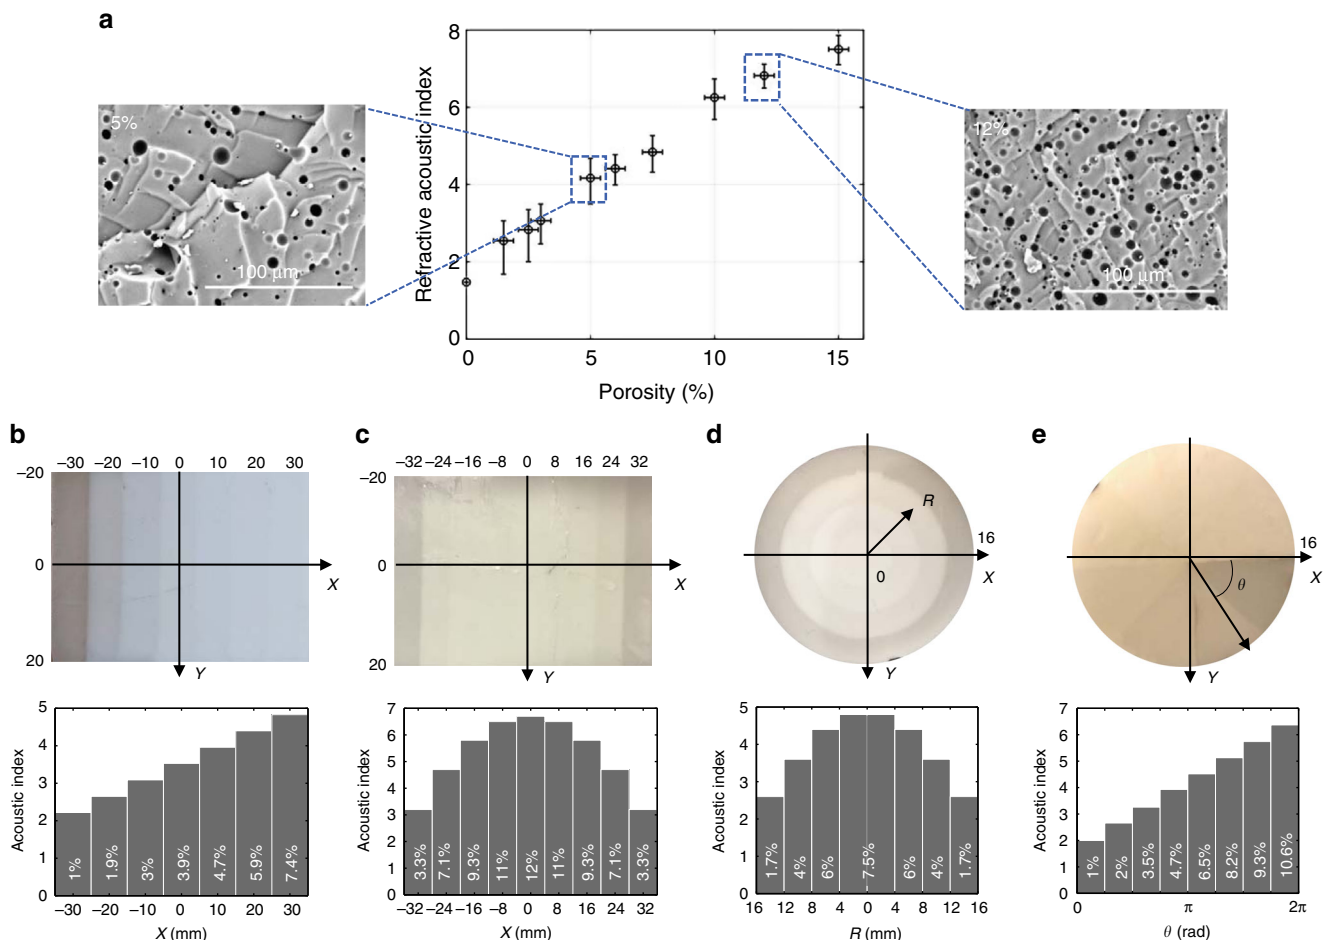 a
8
6
4
2
0
Refractive acoustic index
0 5 10 15
Porosity (%)
5%
100 μm
12%
100 μm
b
–30 –20 –10 0 20 30
–20
0
20
X
Y
5
4
3
2
1
0
Acoustic index
1% 1.9% 3% 3.9% 4.7% 5.9% 7.4%
–30 –20 –10 0 10 20 30
X (mm)
c
–32 –24 –16 –8 0 8 16 24 32
–20
0
20
X
Y
7
6
5
4
3
2
1
0
Acoustic index
3.3% 7.1% 9.3% 11% 12% 11% 9.3% 7.1% 3.3%
–32 –24 –16 –8 0 8 16 24 32
X (mm)
d
R
16
0
X
Y
5
4
3
2
1
0
Acoustic index
1.7% 4% 6% 7.5% 6% 4% 1.7%
16 12 8 4 0 4 8 12 16
R (mm)
e
16
θ
X
Y
7
6
5
4
3
2
1
0
Acoustic index
1% 2% 3.5% 4.7% 6.5% 8.2% 9.3% 10.6%
0 π 2π
θ (rad)